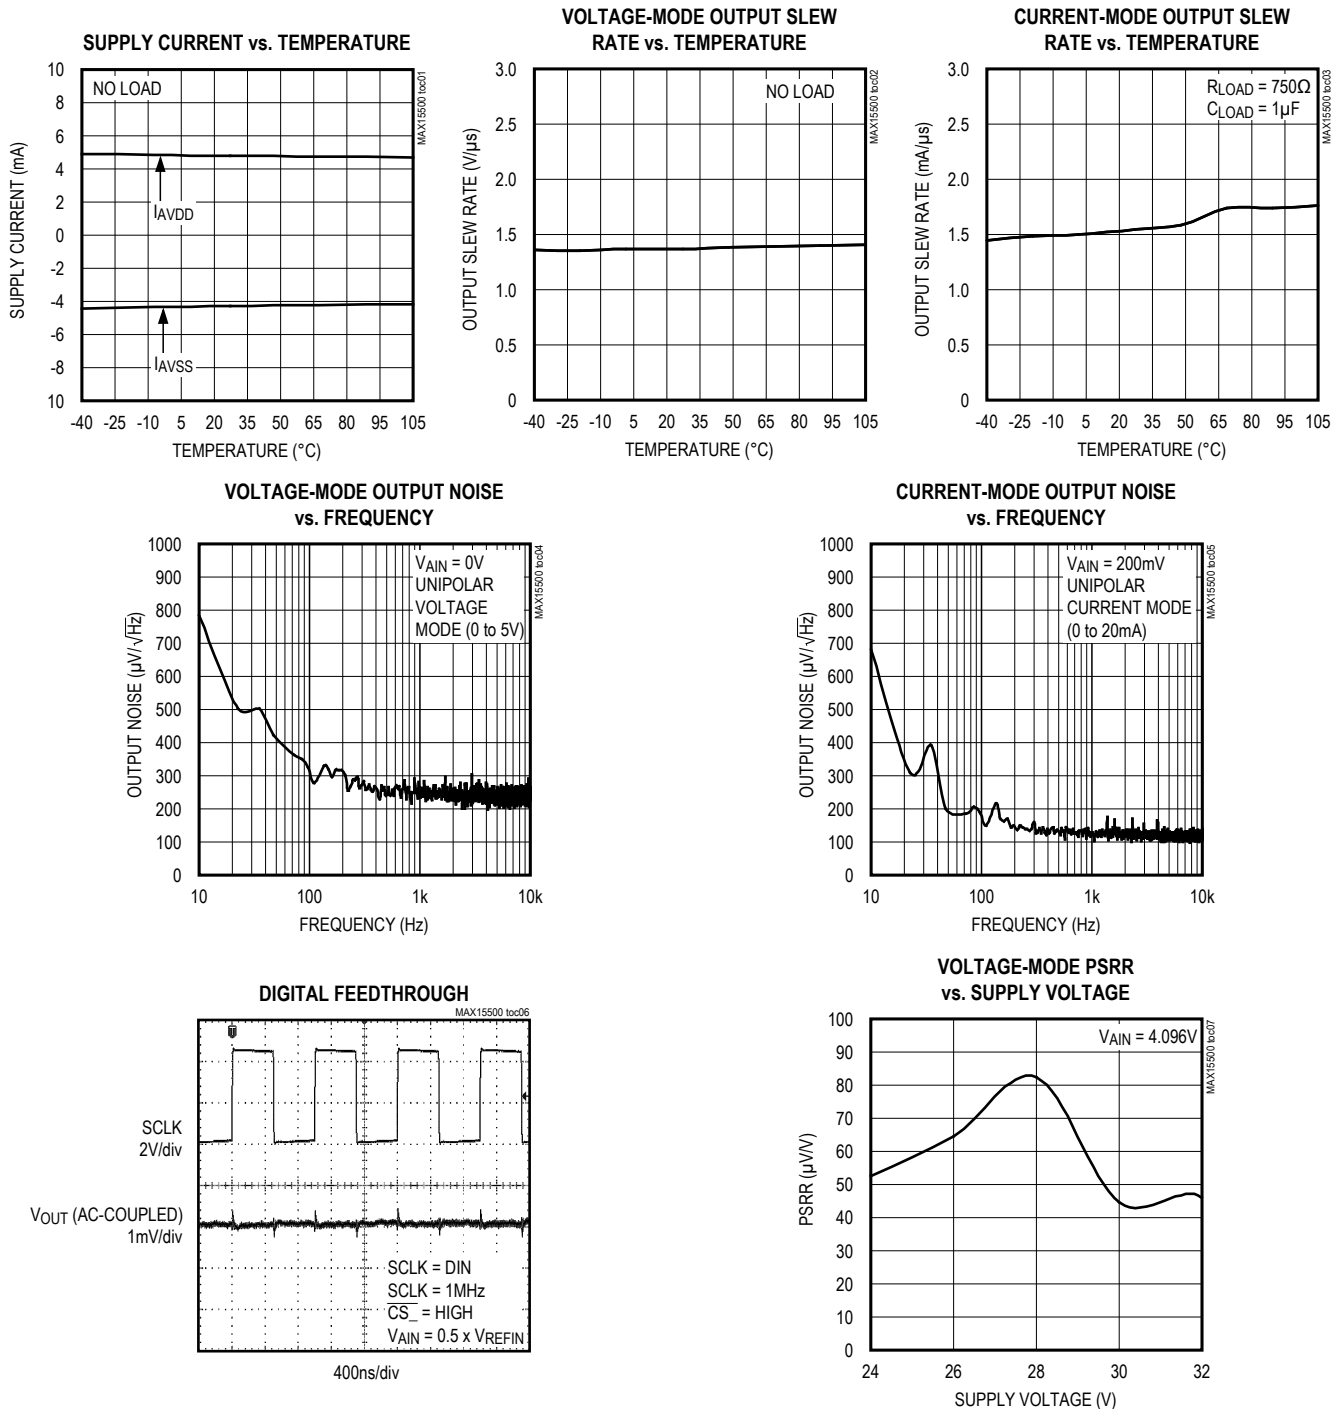 SUPPLY CURRENT vs. TEMPERATURE
MAX15500 toc01
NO LOAD
SUPPLY CURRENT (mA)
10
8
6
4
2
0
-2
-4
-6
-8
10
IAVDD
IAVSS
-40 -25 -10 5 20 35 50 65 80 95 105
TEMPERATURE (°C)
VOLTAGE-MODE OUTPUT SLEW
RATE vs. TEMPERATURE
MAX15500 toc02
NO LOAD
OUTPUT SLEW RATE (V/µs)
3.0
2.5
2.0
1.5
1.0
0.5
0
-40 -25 -10 5 20 35 50 65 80 95 105
TEMPERATURE (°C)
CURRENT-MODE OUTPUT SLEW
RATE vs. TEMPERATURE
MAX15500 toc03
RLOAD = 750Ω
CLOAD = 1µF
OUTPUT SLEW RATE (mA/µs)
3.0
2.5
2.0
1.5
1.0
0.5
0
-40 -25 -10 5 20 35 50 65 80 95 105
TEMPERATURE (°C)
VOLTAGE-MODE OUTPUT NOISE
vs. FREQUENCY
MAX15500 toc04
VAIN = 0V
UNIPOLAR
VOLTAGE
MODE (0 to 5V)
OUTPUT NOISE (µV/√Hz)
1000
900
800
700
600
500
400
300
200
100
0
10 100 1k 10k
FREQUENCY (Hz)
CURRENT-MODE OUTPUT NOISE
vs. FREQUENCY
MAX15500 toc05
VAIN = 200mV
UNIPOLAR
CURRENT MODE
(0 to 20mA)
OUTPUT NOISE (µV/√Hz)
1000
900
800
700
600
500
400
300
200
100
0
10 100 1k 10k
FREQUENCY (Hz)
DIGITAL FEEDTHROUGH
MAX15500 toc06
SCLK
2V/div
VOUT (AC-COUPLED)
1mV/div
SCLK = DIN
SCLK = 1MHz
C̅S̅_̅ = HIGH
VAIN = 0.5 x VREFIN
400ns/div
VOLTAGE-MODE PSRR
vs. SUPPLY VOLTAGE
MAX15500 toc07
VAIN = 4.096V
PSRR (µV/V)
100
90
80
70
60
50
40
30
20
10
0
24 26 28 30 32
SUPPLY VOLTAGE (V)